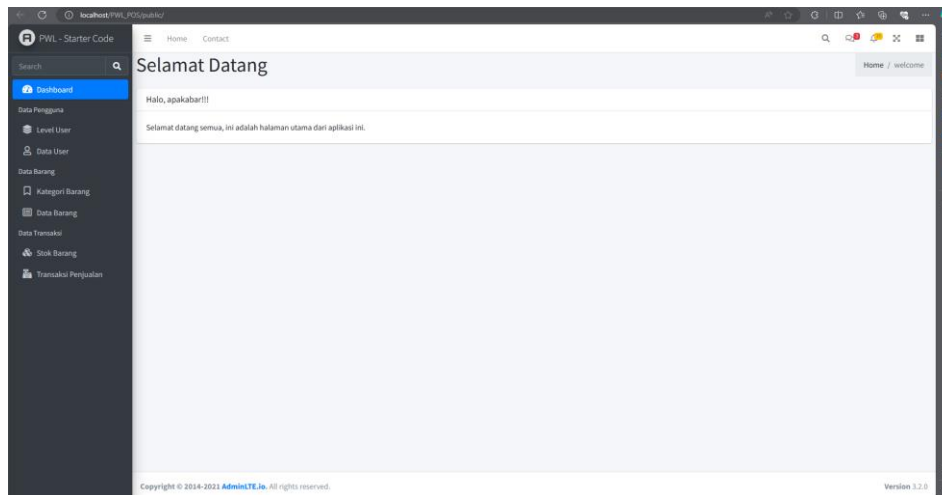 localhost/PWL_POS/public/
PWL - Starter Code
Home Contact
3
Search
Selamat Datang
Home / welcome
Dashboard
Halo, apakabar!!!
Data Pengguna
Level User
Selamat datang semua, ini adalah halaman utama dari aplikasi ini.
Data User
Data Barang
Kategori Barang
Data Barang
Data Transaksi
Stok Barang
Transaksi Penjualan
Copyright © 2014-2021 AdminLTE.io. All rights reserved.
Version 3.2.0